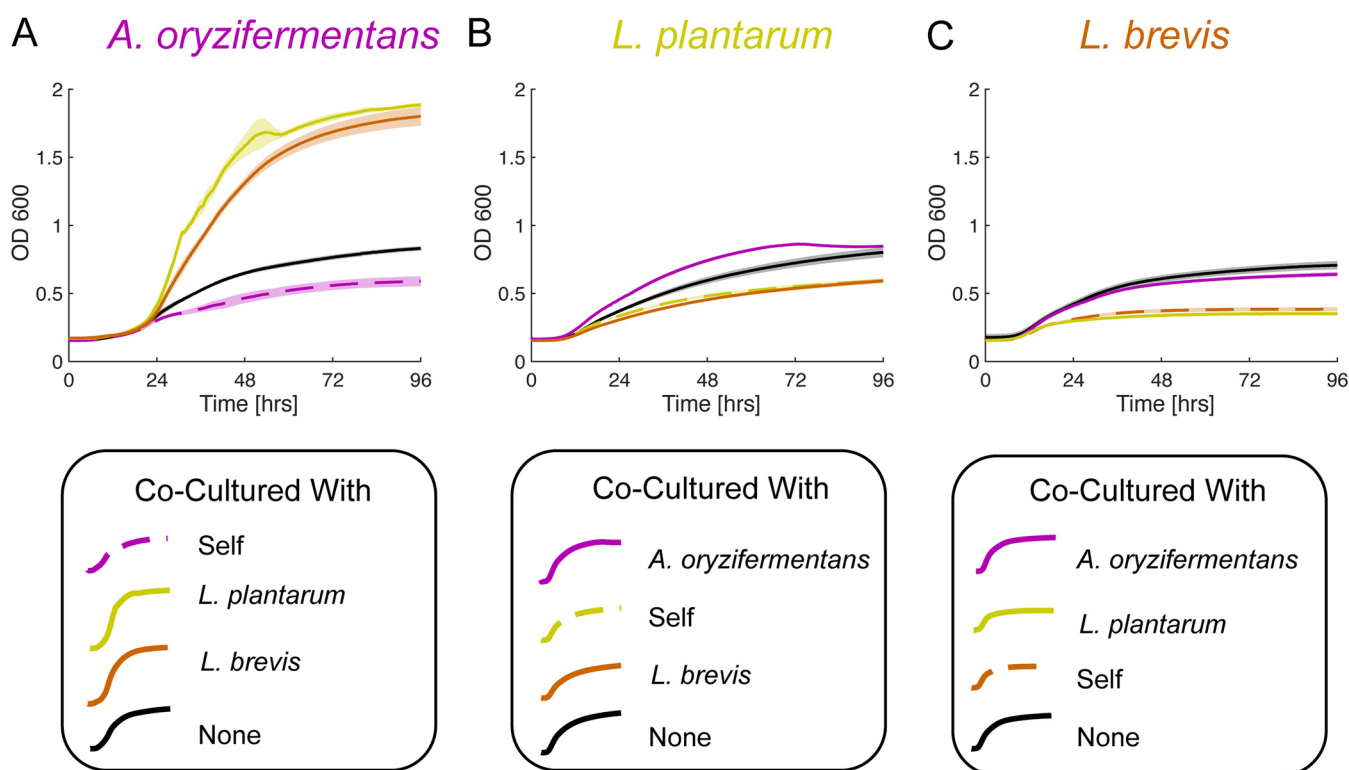 A A. oryzifermentans
2
1.5
1
0.5
0
OD 600
0 24 48 72 96
Time [hrs]
Co-Cultured With
Self
L. plantarum
L. brevis
None
B L. plantarum
2
1.5
1
0.5
0
OD 600
0 24 48 72 96
Time [hrs]
Co-Cultured With
A. oryzifermentans
Self
L. brevis
None
C L. brevis
2
1.5
1
0.5
0
OD 600
0 24 48 72 96
Time [hrs]
Co-Cultured With
A. oryzifermentans
L. plantarum
Self
None